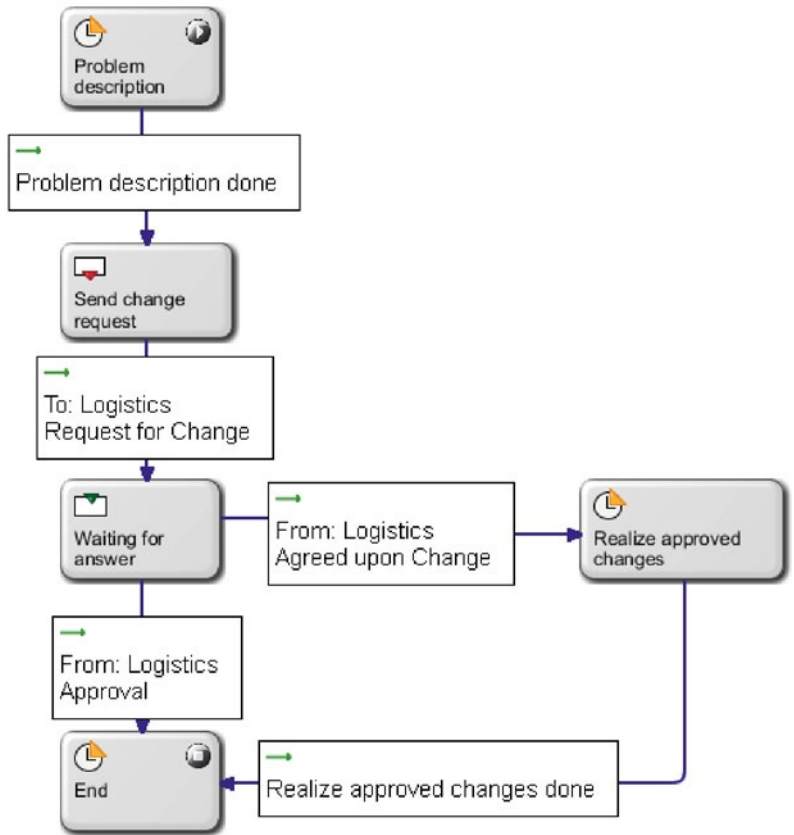 Problem
description
Problem description done
Send change
request
To: Logistics
Request for Change
Waiting for
answer
From: Logistics
Agreed upon Change
Realize approved
changes
From: Logistics
Approval
End
Realize approved changes done